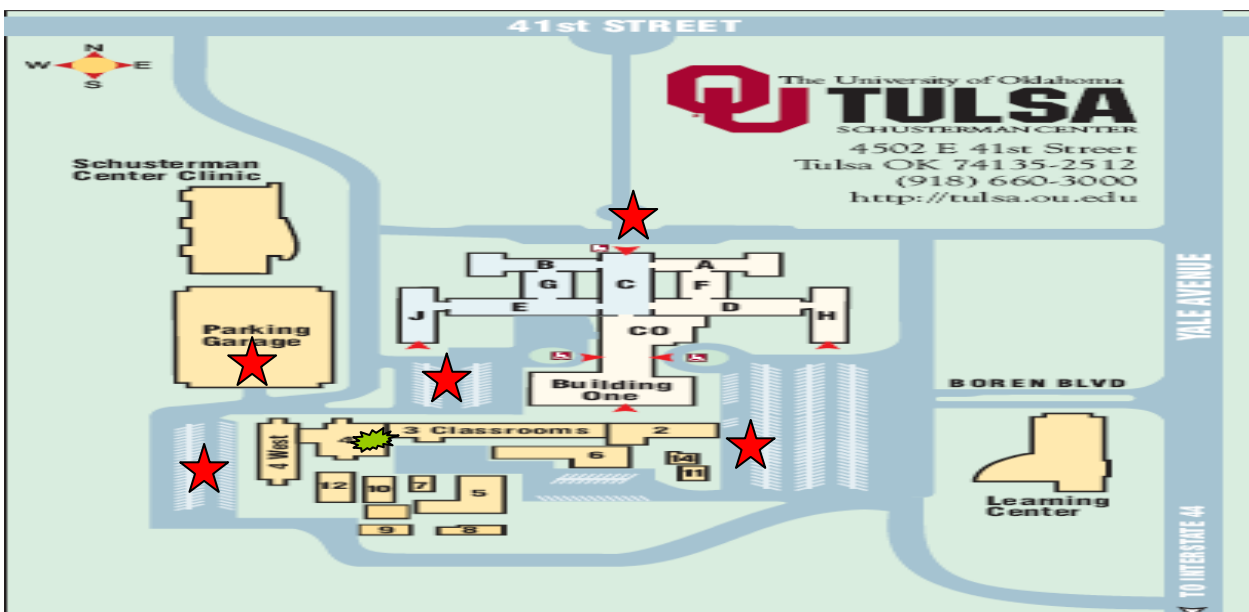 41st STREET
N
W E
S
OU
The University of Oklahoma
TULSA
SCHUSTERMAN CENTER
4502 E 41st Street
Tulsa OK 74135-2512
(918) 660-3000
http://tulsa.ou.edu
Schusterman
Center Clinic
B
A
G
C
F
E
D
J
H
CO
YALE AVENUE
Parking
Garage
Building
One
BOREN BLVD
4 West
4
3 Classrooms
2
6
14
11
12
10
7
5
9
8
Learning
Center
TO INTERSTATE 44